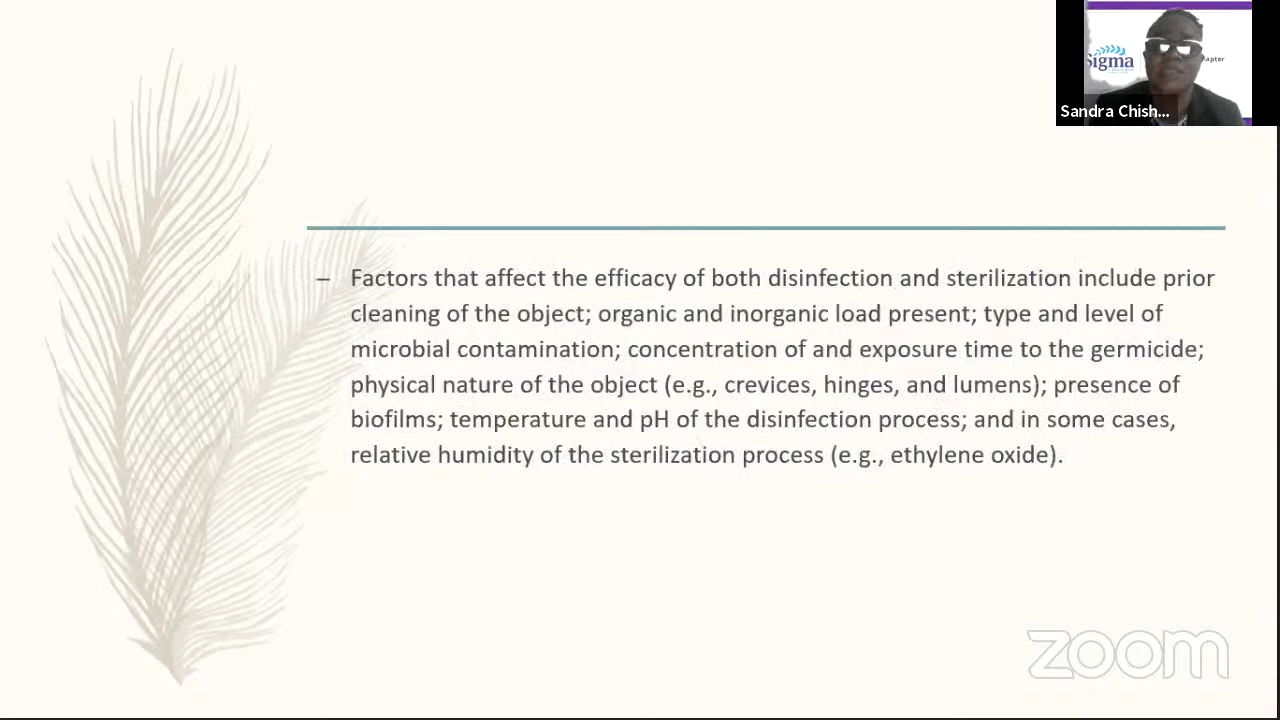 Sigma
hapter
Sandra Chish...
– Factors that affect the efficacy of both disinfection and sterilization include prior
cleaning of the object; organic and inorganic load present; type and level of
microbial contamination; concentration of and exposure time to the germicide;
physical nature of the object (e.g., crevices, hinges, and lumens); presence of
biofilms; temperature and pH of the disinfection process; and in some cases,
relative humidity of the sterilization process (e.g., ethylene oxide).
zoom